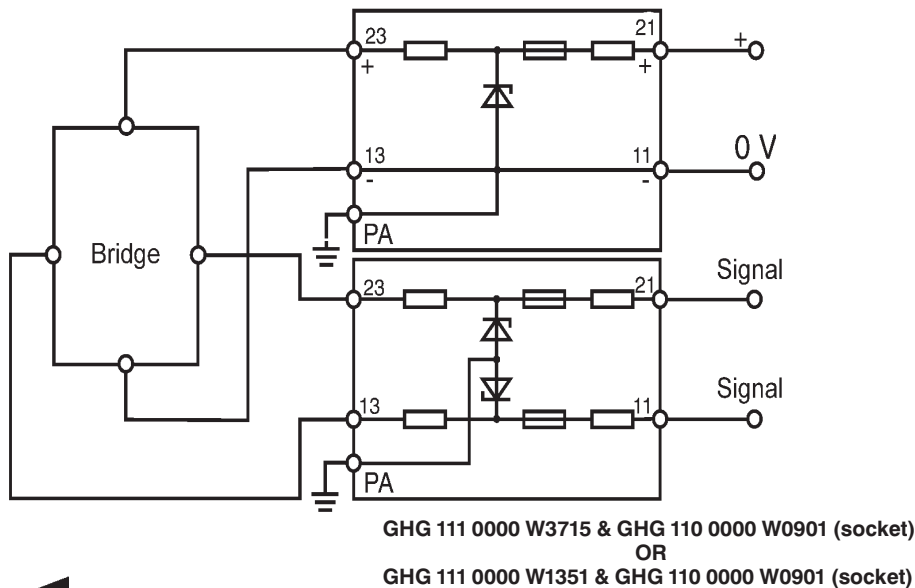 23
21
+
+
+
13
11
0 V
-
-
PA
Bridge
23
21
Signal
13
11
Signal
PA
GHG 111 0000 W3715 & GHG 110 0000 W0901 (socket)
OR
GHG 111 0000 W1351 & GHG 110 0000 W0901 (socket)